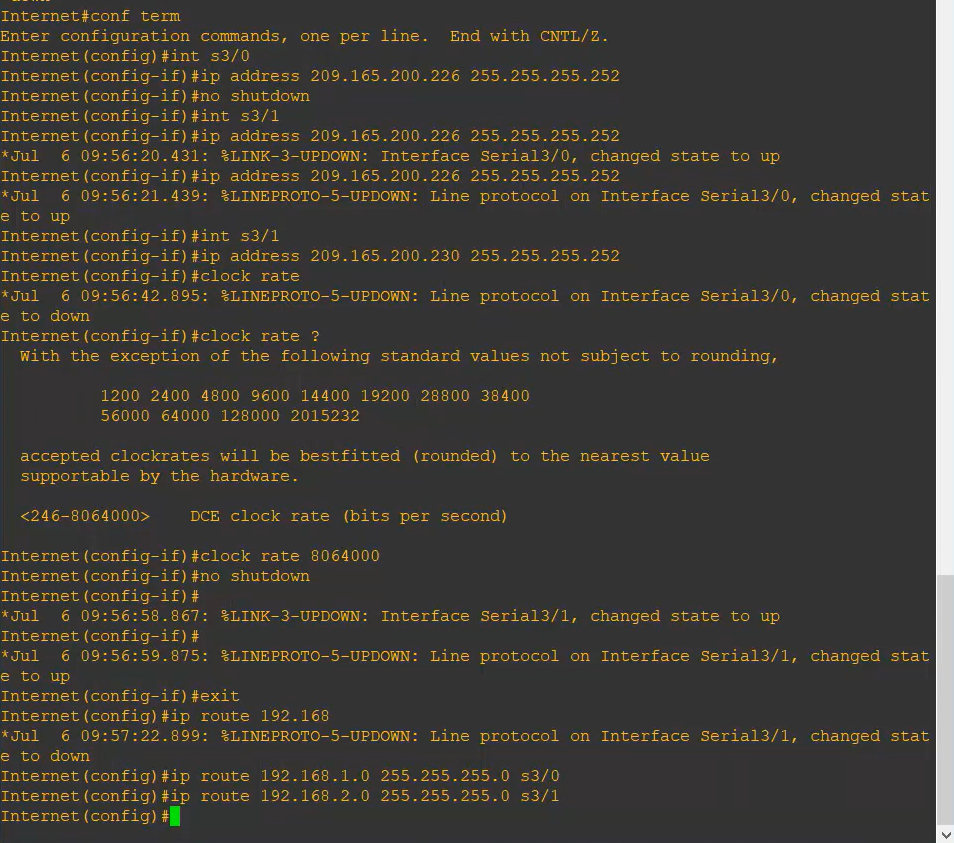 Internet#conf term
Enter configuration commands, one per line.  End with CNTL/Z.
Internet(config)#int s3/0
Internet(config-if)#ip address 209.165.200.226 255.255.255.252
Internet(config-if)#no shutdown
Internet(config-if)#int s3/1
Internet(config-if)#ip address 209.165.200.226 255.255.255.252
*Jul  6 09:56:20.431: %LINK-3-UPDOWN: Interface Serial3/0, changed state to up
Internet(config-if)#ip address 209.165.200.226 255.255.255.252
*Jul  6 09:56:21.439: %LINEPROTO-5-UPDOWN: Line protocol on Interface Serial3/0, changed stat
e to up
Internet(config-if)#int s3/1
Internet(config-if)#ip address 209.165.200.230 255.255.255.252
Internet(config-if)#clock rate
*Jul  6 09:56:42.895: %LINEPROTO-5-UPDOWN: Line protocol on Interface Serial3/0, changed stat
e to down
Internet(config-if)#clock rate ?
  With the exception of the following standard values not subject to rounding,

          1200 2400 4800 9600 14400 19200 28800 38400
          56000 64000 128000 2015232

  accepted clockrates will be bestfitted (rounded) to the nearest value
  supportable by the hardware.

  <246-8064000>    DCE clock rate (bits per second)

Internet(config-if)#clock rate 8064000
Internet(config-if)#no shutdown
Internet(config-if)#
*Jul  6 09:56:58.867: %LINK-3-UPDOWN: Interface Serial3/1, changed state to up
Internet(config-if)#
*Jul  6 09:56:59.875: %LINEPROTO-5-UPDOWN: Line protocol on Interface Serial3/1, changed stat
e to up
Internet(config-if)#exit
Internet(config)#ip route 192.168
*Jul  6 09:57:22.899: %LINEPROTO-5-UPDOWN: Line protocol on Interface Serial3/1, changed stat
e to down
Internet(config)#ip route 192.168.1.0 255.255.255.0 s3/0
Internet(config)#ip route 192.168.2.0 255.255.255.0 s3/1
Internet(config)#